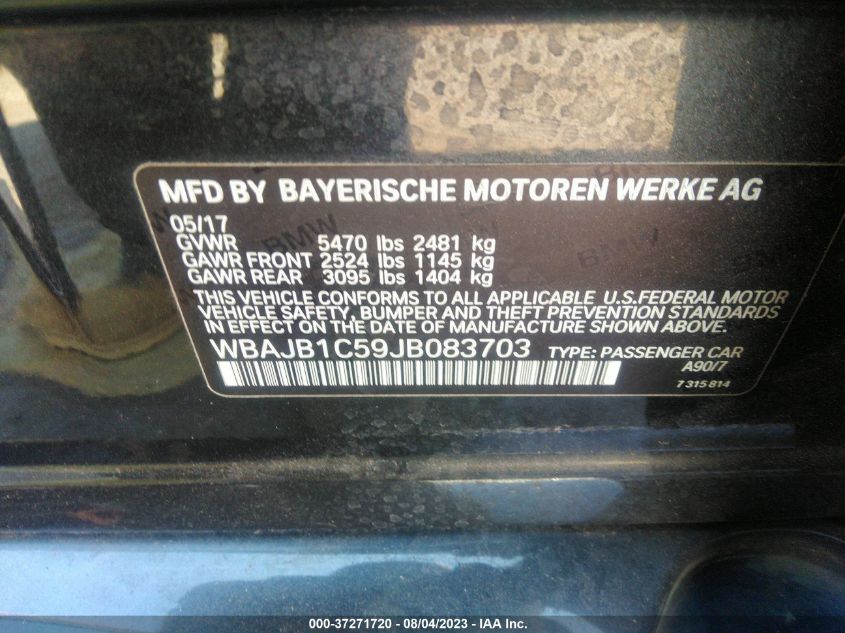 MFD BY BAYERISCHE MOTOREN WERKE AG
05/17
GVWR 5470 lbs 2481 kg
GAWR FRONT 2524 lbs 1145 kg
GAWR REAR 3095 lbs 1404 kg
THIS VEHICLE CONFORMS TO ALL APPLICABLE U.S.FEDERAL MOTOR
VEHICLE SAFETY, BUMPER AND THEFT PREVENTION STANDARDS
IN EFFECT ON THE DATE OF MANUFACTURE SHOWN ABOVE.
WBAJB1C59JB083703 TYPE: PASSENGER CAR
A90/7
7 315 814
000-37271720 - 08/04/2023 - IAA Inc.